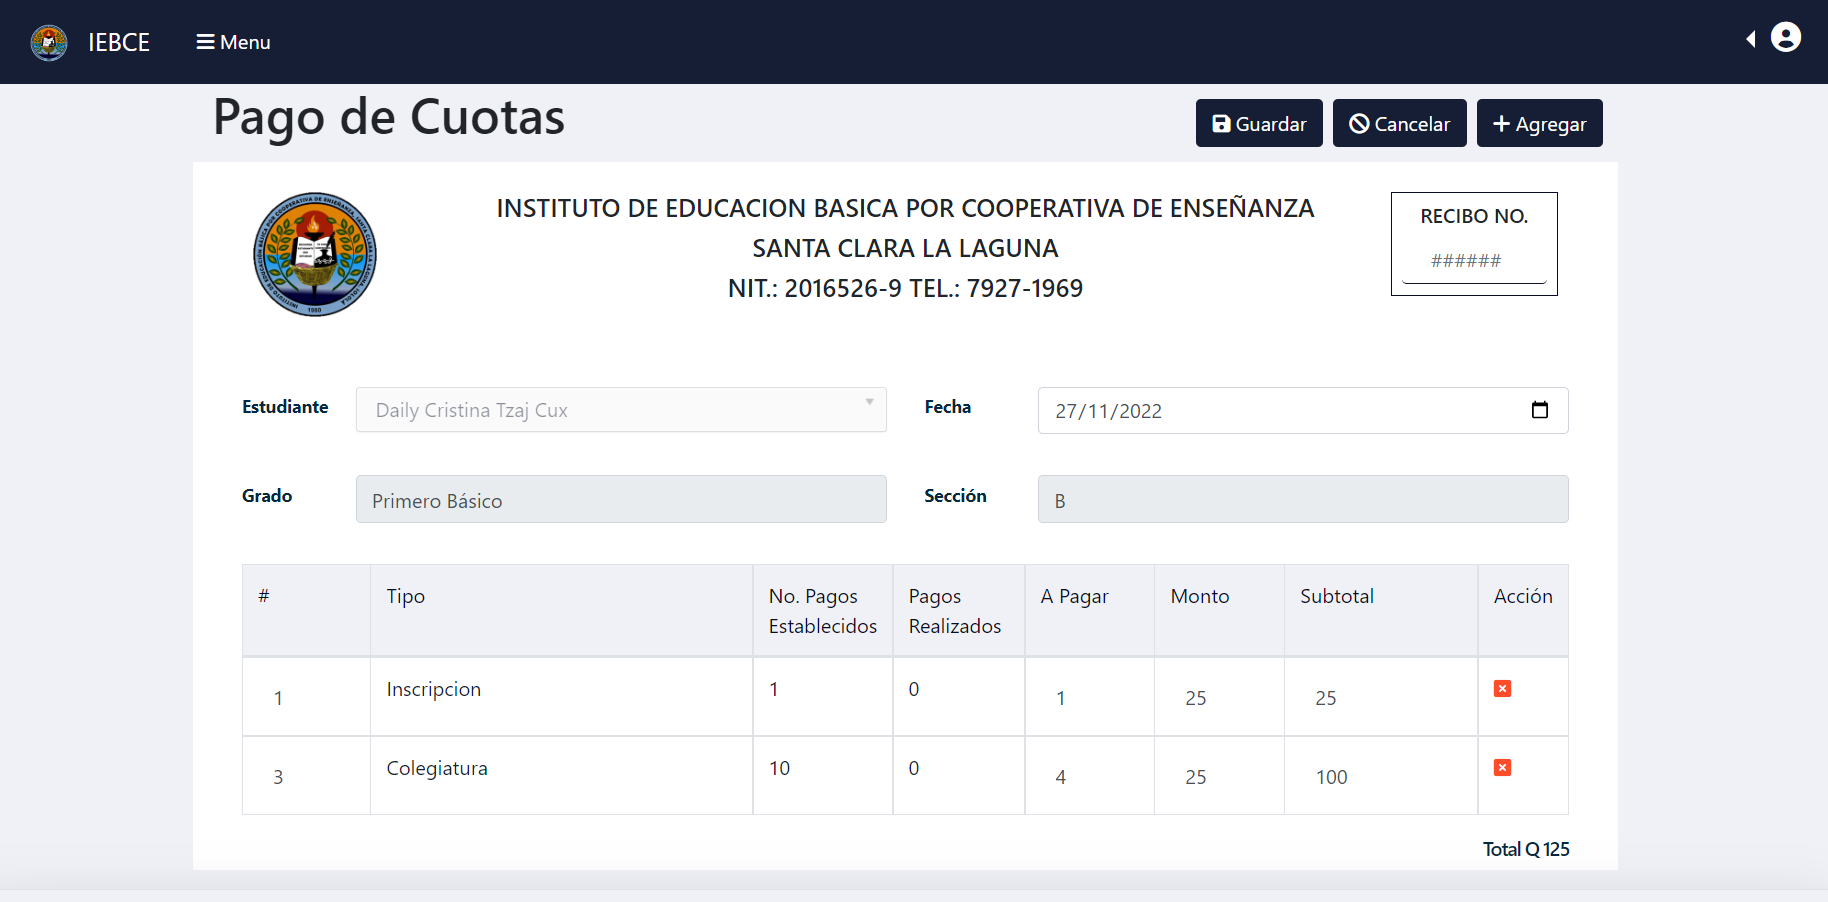 IEBCE Menu
Pago de Cuotas
Guardar Cancelar Agregar
INSTITUTO DE EDUCACION BASICA POR COOPERATIVA DE ENSEÑANZA
SANTA CLARA LA LAGUNA
NIT.: 2016526-9 TEL.: 7927-1969
RECIBO NO.
######
Estudiante Daily Cristina Tzaj Cux Fecha 27/11/2022
Grado Primero Básico Sección B
# Tipo No. Pagos Establecidos Pagos Realizados A Pagar Monto Subtotal Acción
1 Inscripcion 1 0 1 25 25
3 Colegiatura 10 0 4 25 100
Total Q 125